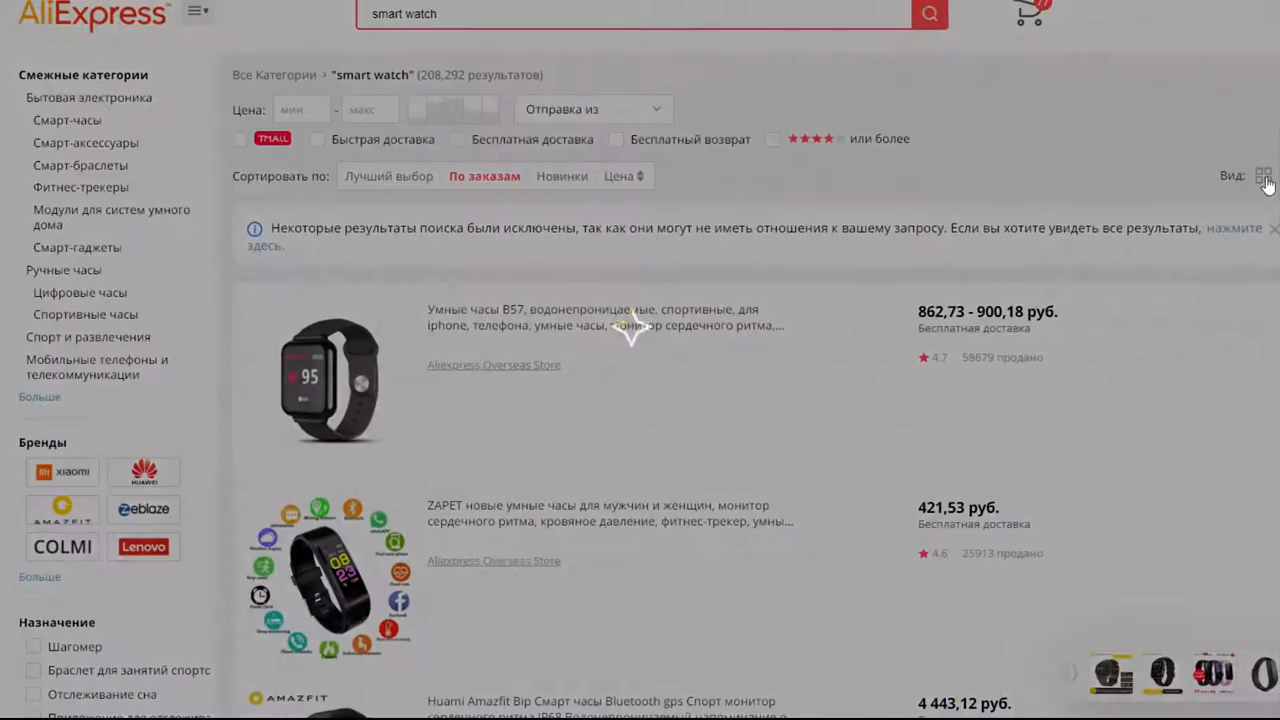 AliExpress
smart watch
77
Смежные категории
Бытовая электроника
Смарт-часы
Смарт-аксессуары
Смарт-браслеты
Фитнес-трекеры
Модули для систем умного
дома
Смарт-гаджеты
Ручные часы
Цифровые часы
Спортивные часы
Спорт и развлечения
Мобильные телефоны и
телекоммуникации
Больше
Бренды
xiaomi
HUAWEI
AMAZFIT
Zeblaze
COLMI
Lenovo
Больше
Назначение
Шагомер
Браслет для занятий спортс
Отслеживание сна
Все Категории > "smart watch" (208,292 результатов)
Цена: мин - макс Отправка из
TMALL Быстрая доставка Бесплатная доставка Бесплатный возврат или более
Сортировать по: Лучший выбор По заказам Новинки Цена Вид:
Некоторые результаты поиска были исключены, так как они могут не иметь отношения к вашему запросу. Если вы хотите увидеть все результаты, нажмите
здесь.
Умные часы B57, водонепроницаемые, спортивные, для
iphone, телефона, умные часы, монитор сердечного ритма,...
Aliexpress Overseas Store
862,73 - 900,18 руб.
Бесплатная доставка
4.7 58679 продано
95
ZAPET новые умные часы для мужчин и женщин, монитор
сердечного ритма, кровяное давление, фитнес-трекер, умны...
Aliexpress Overseas Store
421,53 руб.
Бесплатная доставка
4.6 25913 продано
08
23
AMAZFIT
Huami Amazfit Bip Смарт часы Bluetooth gps Спорт монитор
сердечного ритма IP68 Водонепроницаемый напоминание о
4 443,12 руб.